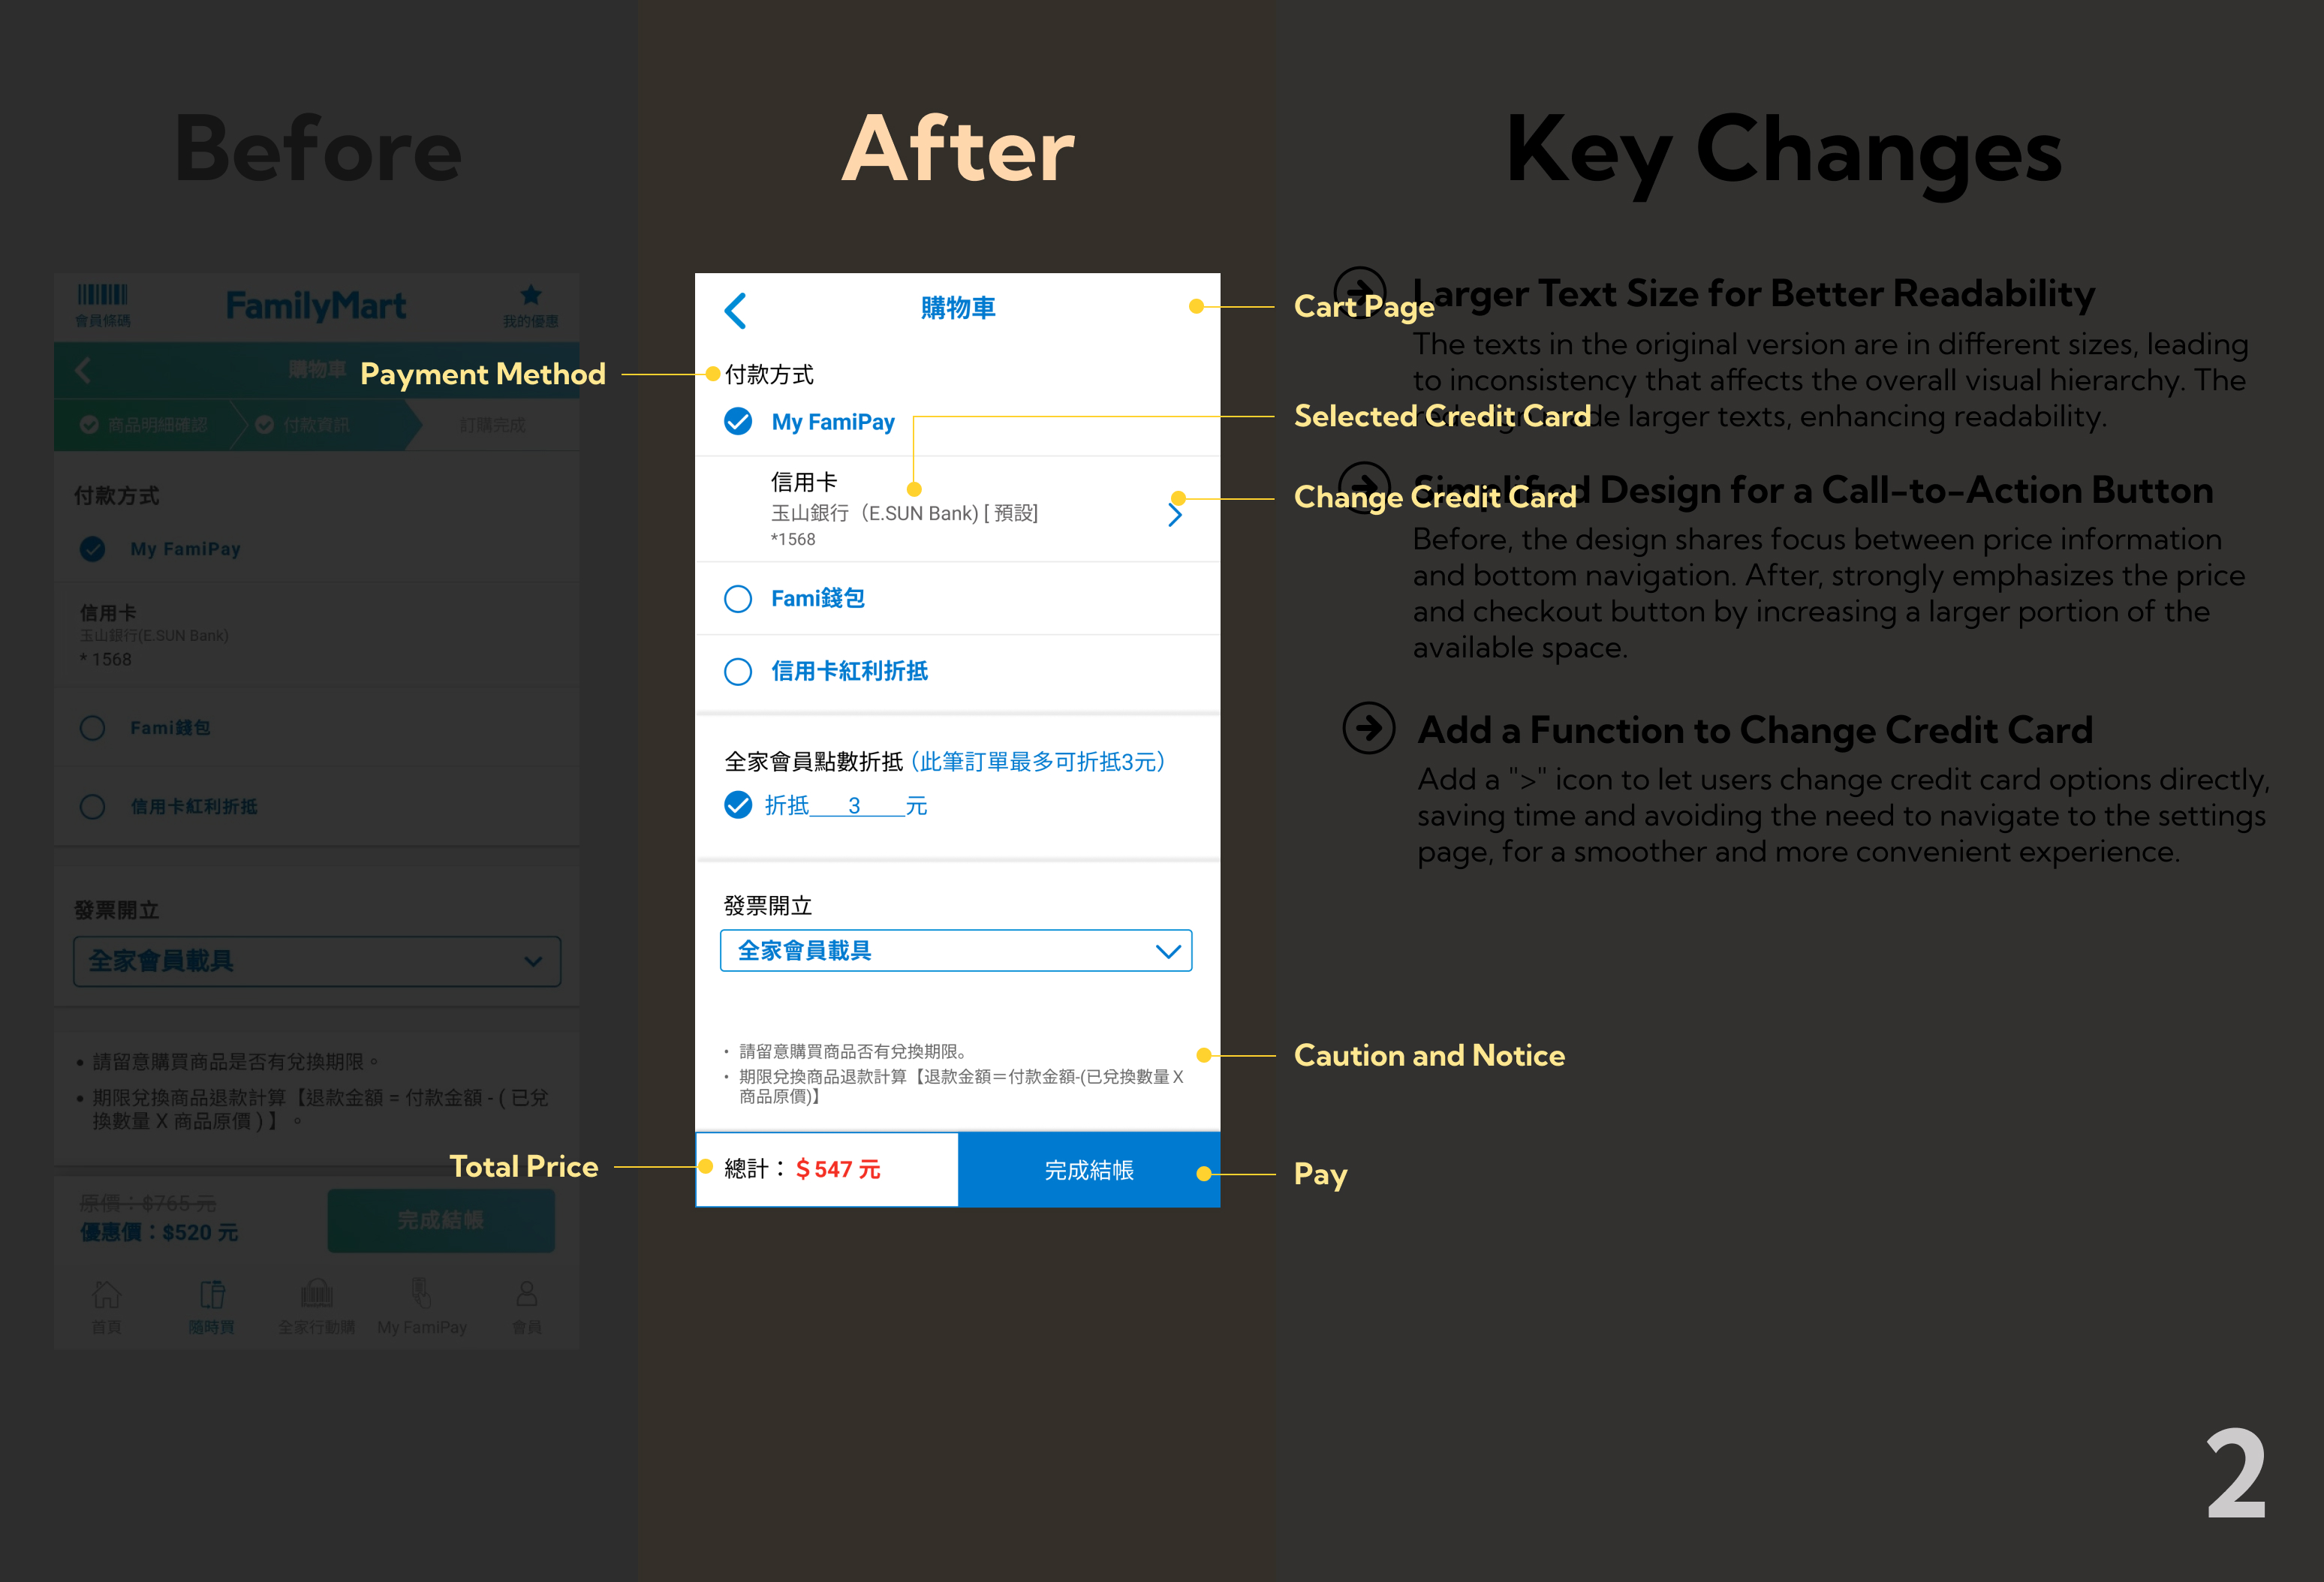 Before
會員條碼
FamilyMart
我的優惠
購物車
商品明細確認
付款資訊
訂購完成
付款方式
My FamiPay
信用卡
玉山銀行(E.SUN Bank)
* 1568
Fami錢包
信用卡紅利折抵
發票開立
全家會員載具
• 請留意購買商品是否有兌換期限。
• 期限兌換商品退款計算【退款金額 = 付款金額 - ( 已兌
換數量 X 商品原價 ) 】 。
原價：$765 元
優惠價：$520 元
完成結帳
首頁
隨時買
全家行動購
My FamiPay
會員
After
購物車
付款方式
My FamiPay
信用卡
玉山銀行（E.SUN Bank) [ 預設]
*1568
Fami錢包
信用卡紅利折抵
全家會員點數折抵（此筆訂單最多可折抵3元）
折抵 3 元
發票開立
全家會員載具
• 請留意購買商品否有兌換期限。
• 期限兌換商品退款計算【退款金額＝付款金額-(已兌換數量 X
商品原價)】
總計： $ 547 元
完成結帳
Payment Method
Total Price
Cart Page
Selected Credit Card
Change Credit Card
Caution and Notice
Pay
Key Changes
Larger Text Size for Better Readability
The texts in the original version are in different sizes, leading
to inconsistency that affects the overall visual hierarchy. The
larger texts, enhancing readability.
Simplified Design for a Call-to-Action Button
Before, the design shares focus between price information
and bottom navigation. After, strongly emphasizes the price
and checkout button by increasing a larger portion of the
available space.
Add a Function to Change Credit Card
Add a ">" icon to let users change credit card options directly,
saving time and avoiding the need to navigate to the settings
page, for a smoother and more convenient experience.
2